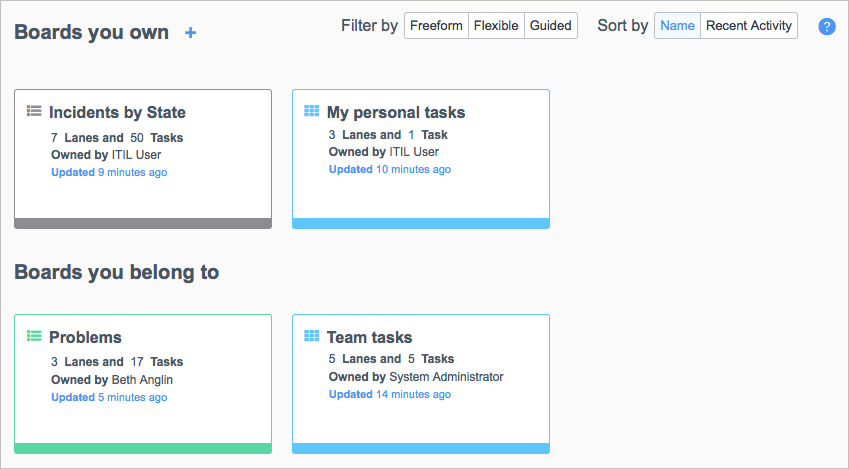 Boards you own +
Filter by Freeform Flexible Guided Sort by Name Recent Activity ?
Incidents by State
7 Lanes and 50 Tasks
Owned by ITIL User
Updated 9 minutes ago
My personal tasks
3 Lanes and 1 Task
Owned by ITIL User
Updated 10 minutes ago
Boards you belong to
Problems
3 Lanes and 17 Tasks
Owned by Beth Anglin
Updated 5 minutes ago
Team tasks
5 Lanes and 5 Tasks
Owned by System Administrator
Updated 14 minutes ago